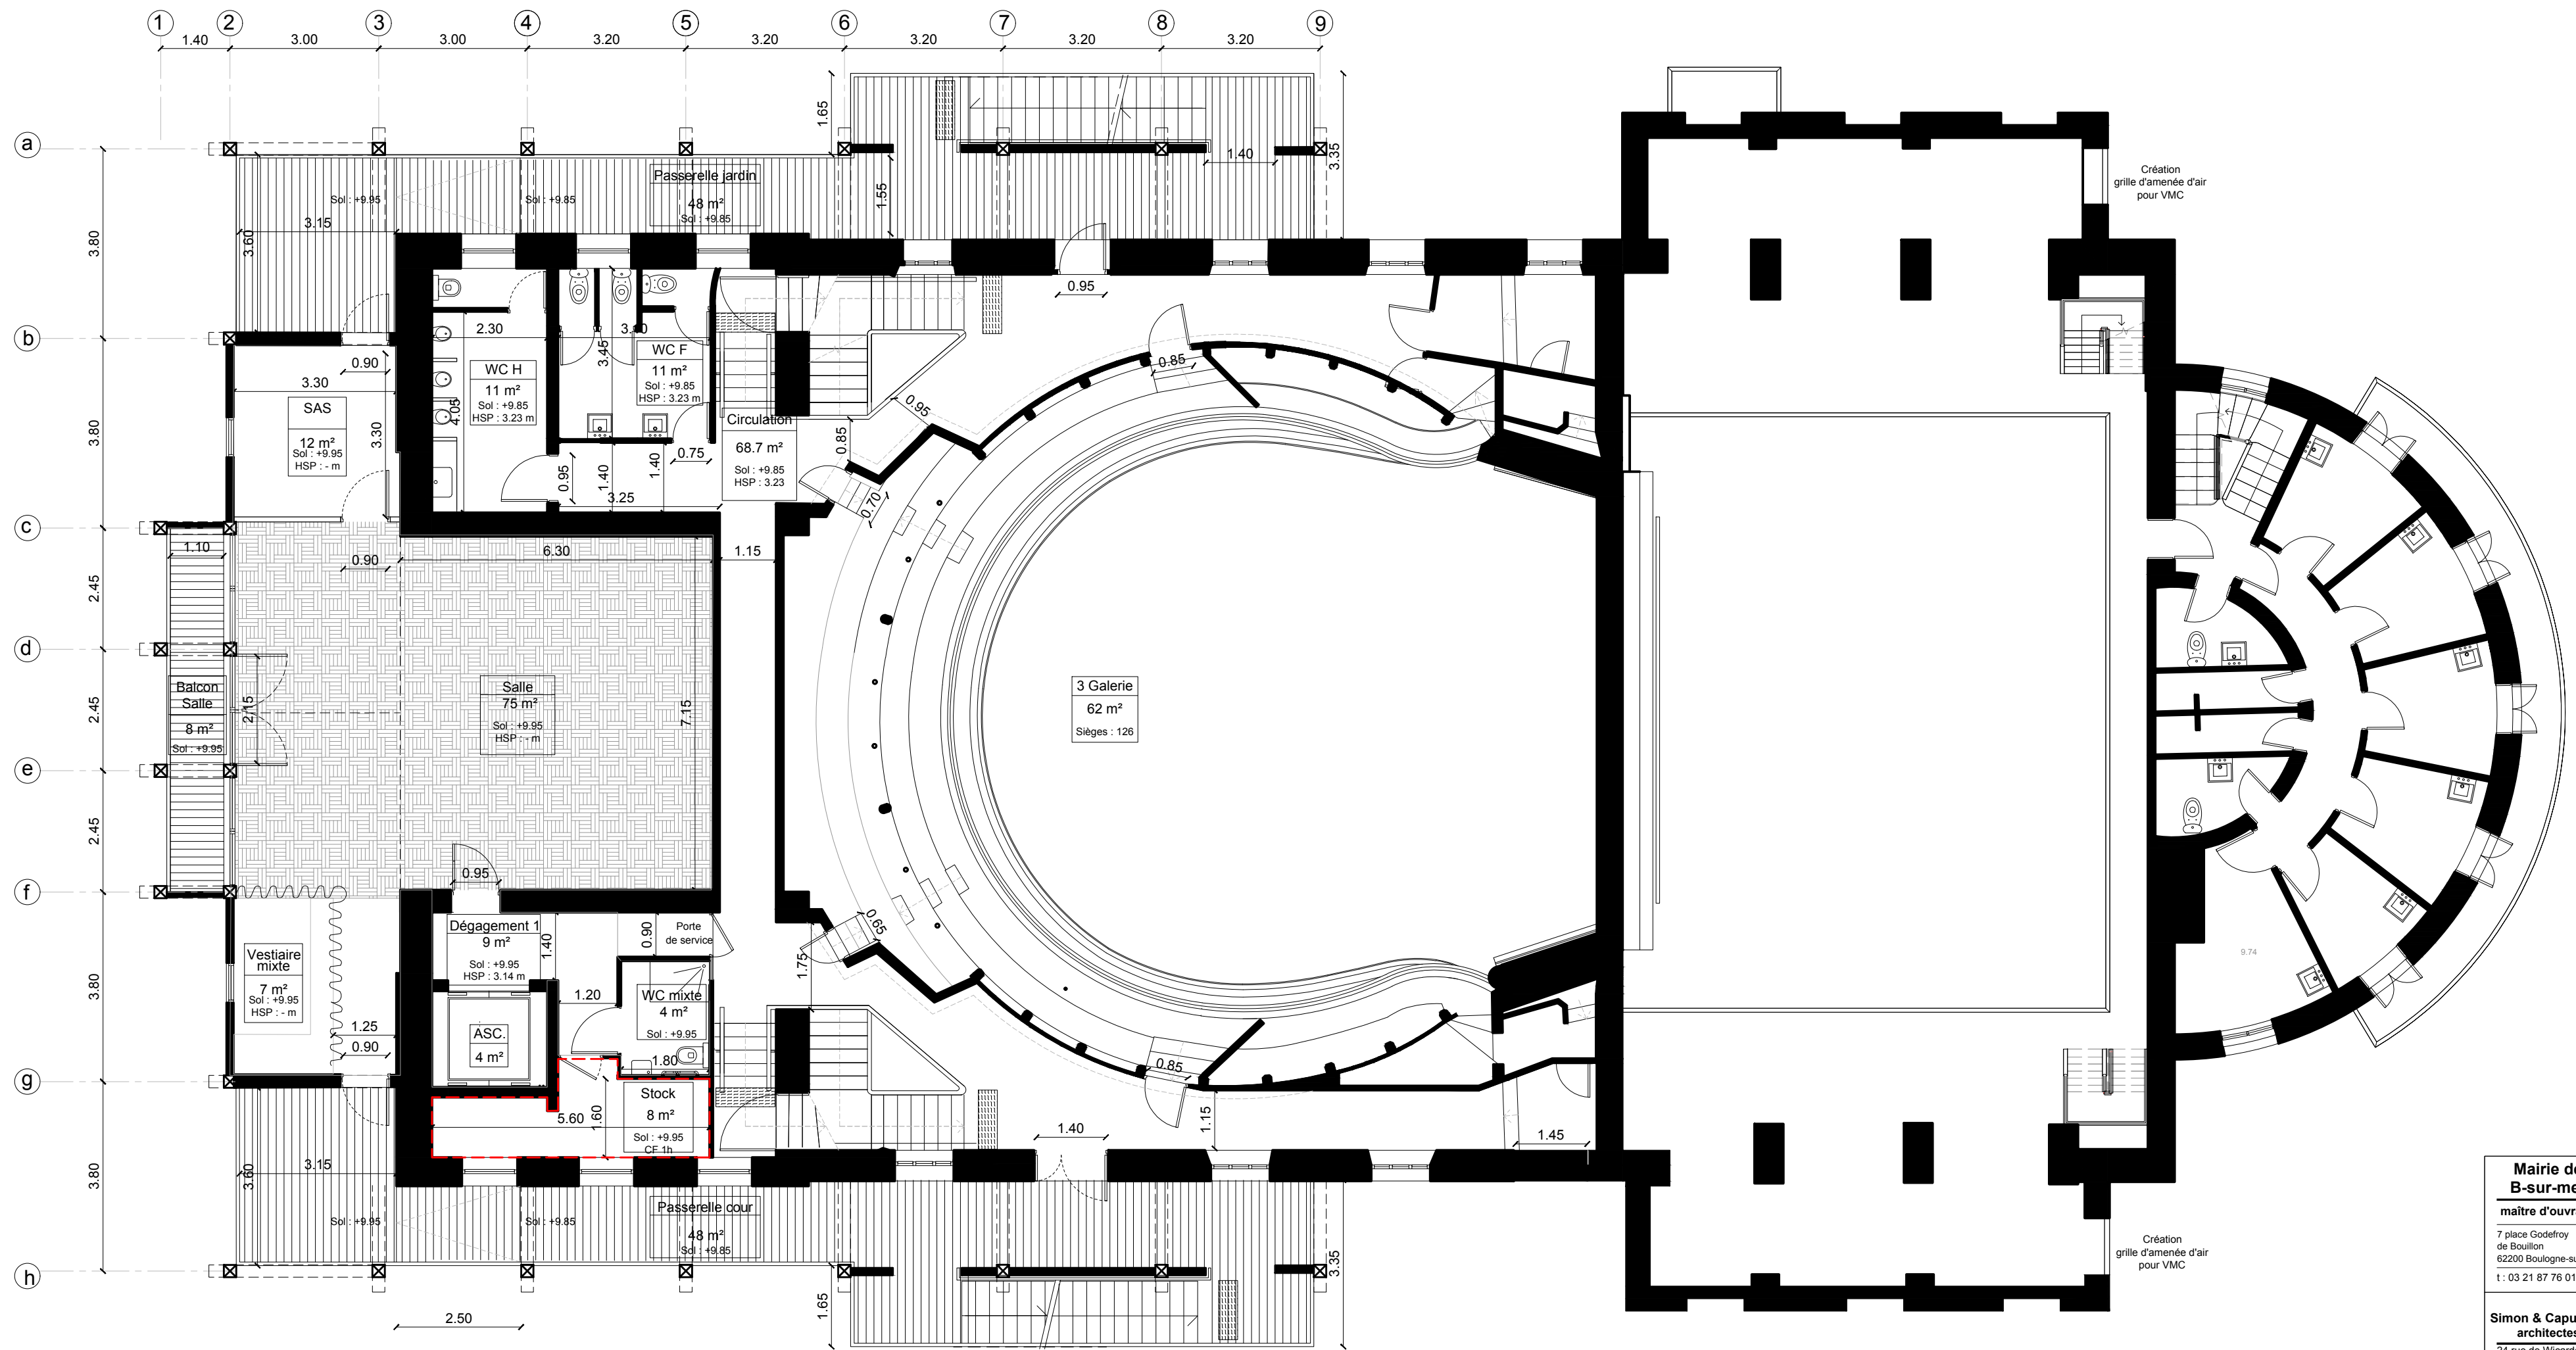 1 2 3 4 5 6 7 8 9
1.40 3.00 3.00 3.20 3.20 3.20 3.20 3.20
a
b
c
d
e
f
g
h
3.80
3.80
2.45
2.45
2.45
3.80
3.80
1.65
3.35
1.40
1.55
Passerelle jardin
48 m²
Sol : +9.85
Sol : +9.95
Sol : +9.85
3.15
3.60
Création
grille d'amenée d'air
pour VMC
0.95
0.90
3.30
SAS
12 m²
Sol : +9.95
HSP : - m
3.30
2.30
WC H
11 m²
Sol : +9.85
HSP : 3.23 m
4.05
3.45
WC F
11 m²
Sol : +9.85
HSP : 3.23 m
Circulation
68.7 m²
Sol : +9.85
HSP : 3.23
0.75
0.95
1.40
1.40
3.25
0.85
0.95
0.85
0.70
1.10
0.90
6.30
1.15
Balcon
Salle
8 m²
Sol : +9.95
2.15
Salle
75 m²
Sol : +9.95
HSP : - m
7.15
3 Galerie
62 m²
Sièges : 126
0.95
Dégagement 1
9 m²
Sol : +9.95
HSP : 3.14 m
1.40
0.90
Porte
de service
1.75
0.65
Vestiaire
mixte
7 m²
Sol : +9.95
HSP : - m
1.25
0.90
ASC.
4 m²
1.20
WC mixte
4 m²
Sol : +9.95
1.80
0.85
9.74
Stock
8 m²
Sol : +9.95
CF 1h
5.60
1.60
1.15
1.40
1.45
3.15
3.60
Sol : +9.95
Sol : +9.85
Passerelle cour
48 m²
Sol : +9.85
3.35
1.65
2.50
Création
grille d'amenée d'air
pour VMC
Mairie de
B-sur-me
maître d'ouvr
7 place Godefroy
de Bouillon
62200 Boulogne-su
t : 03 21 87 76 01
Simon & Capu
architectes